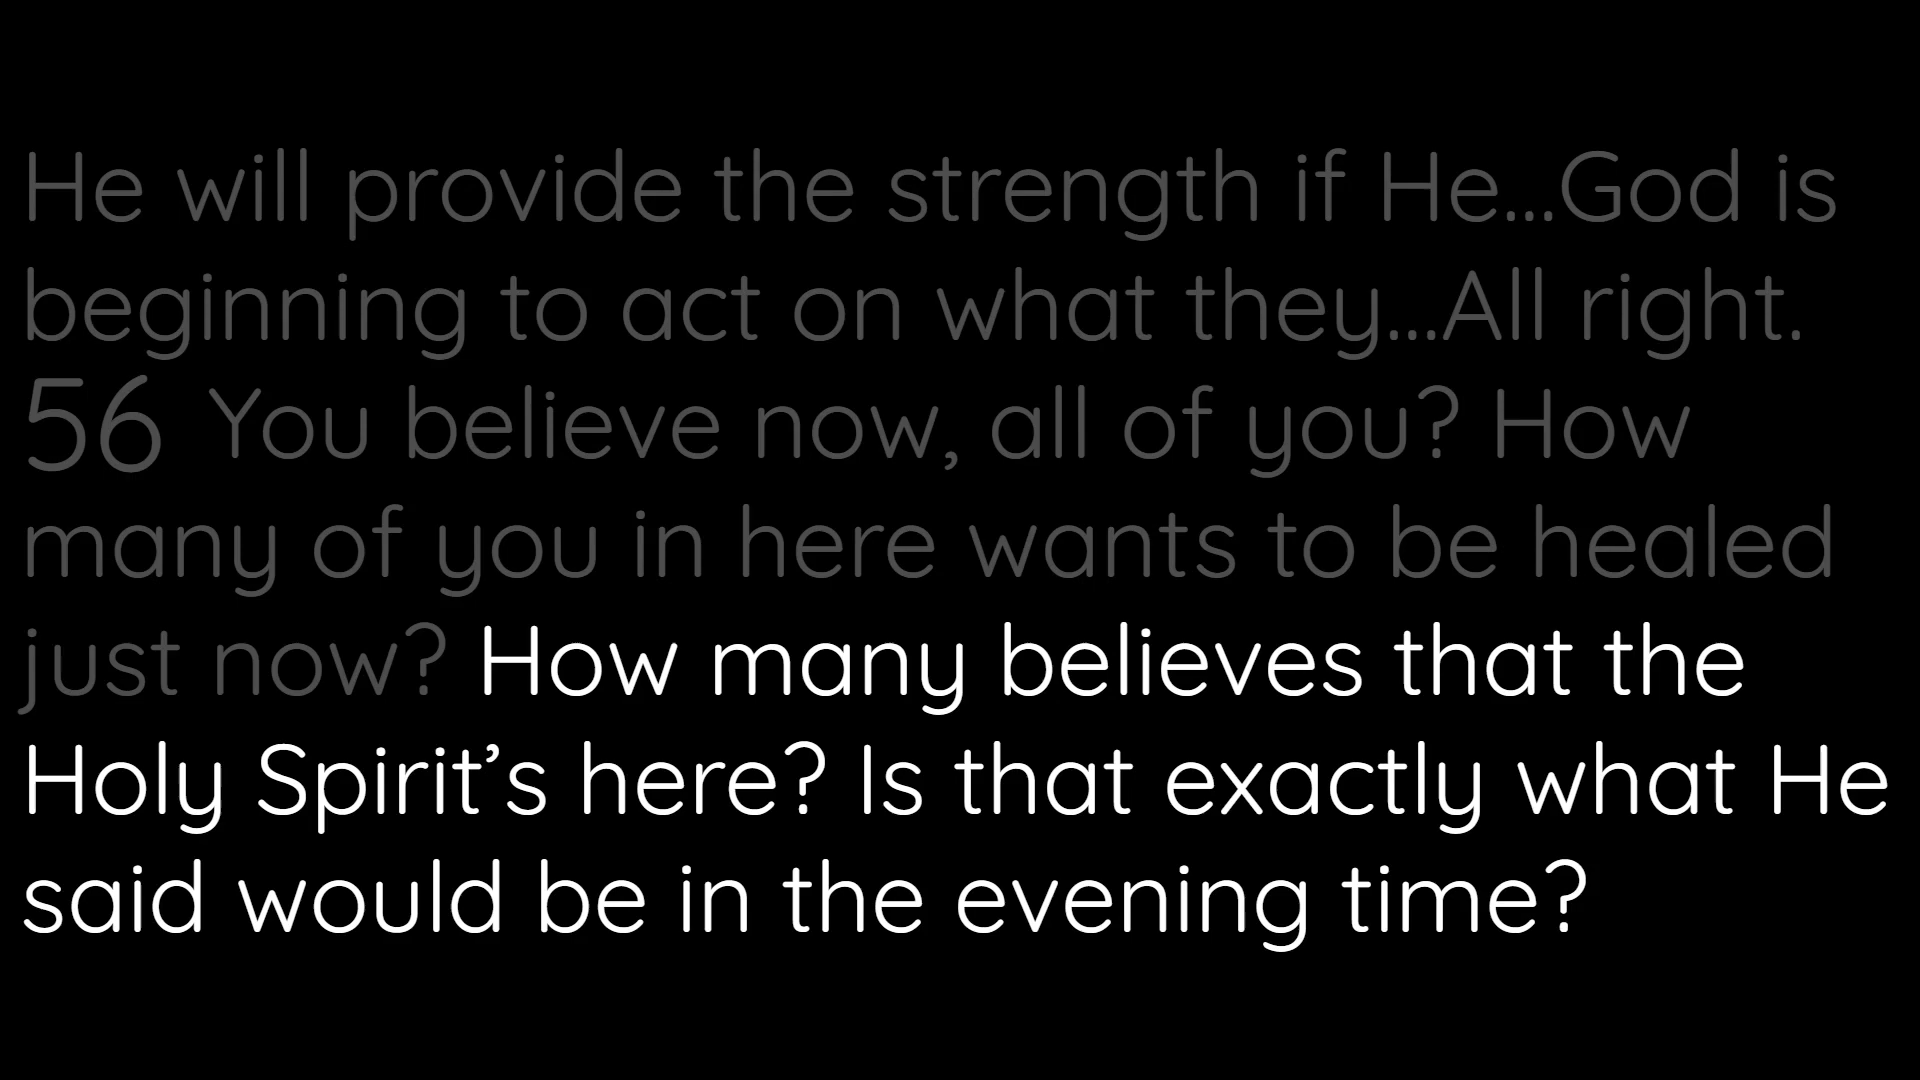 He will provide the strength if He...God is
beginning to act on what they...All right.
56 You believe now, all of you? How
many of you in here wants to be healed
just now? How many believes that the
Holy Spirit’s here? Is that exactly what He
said would be in the evening time?